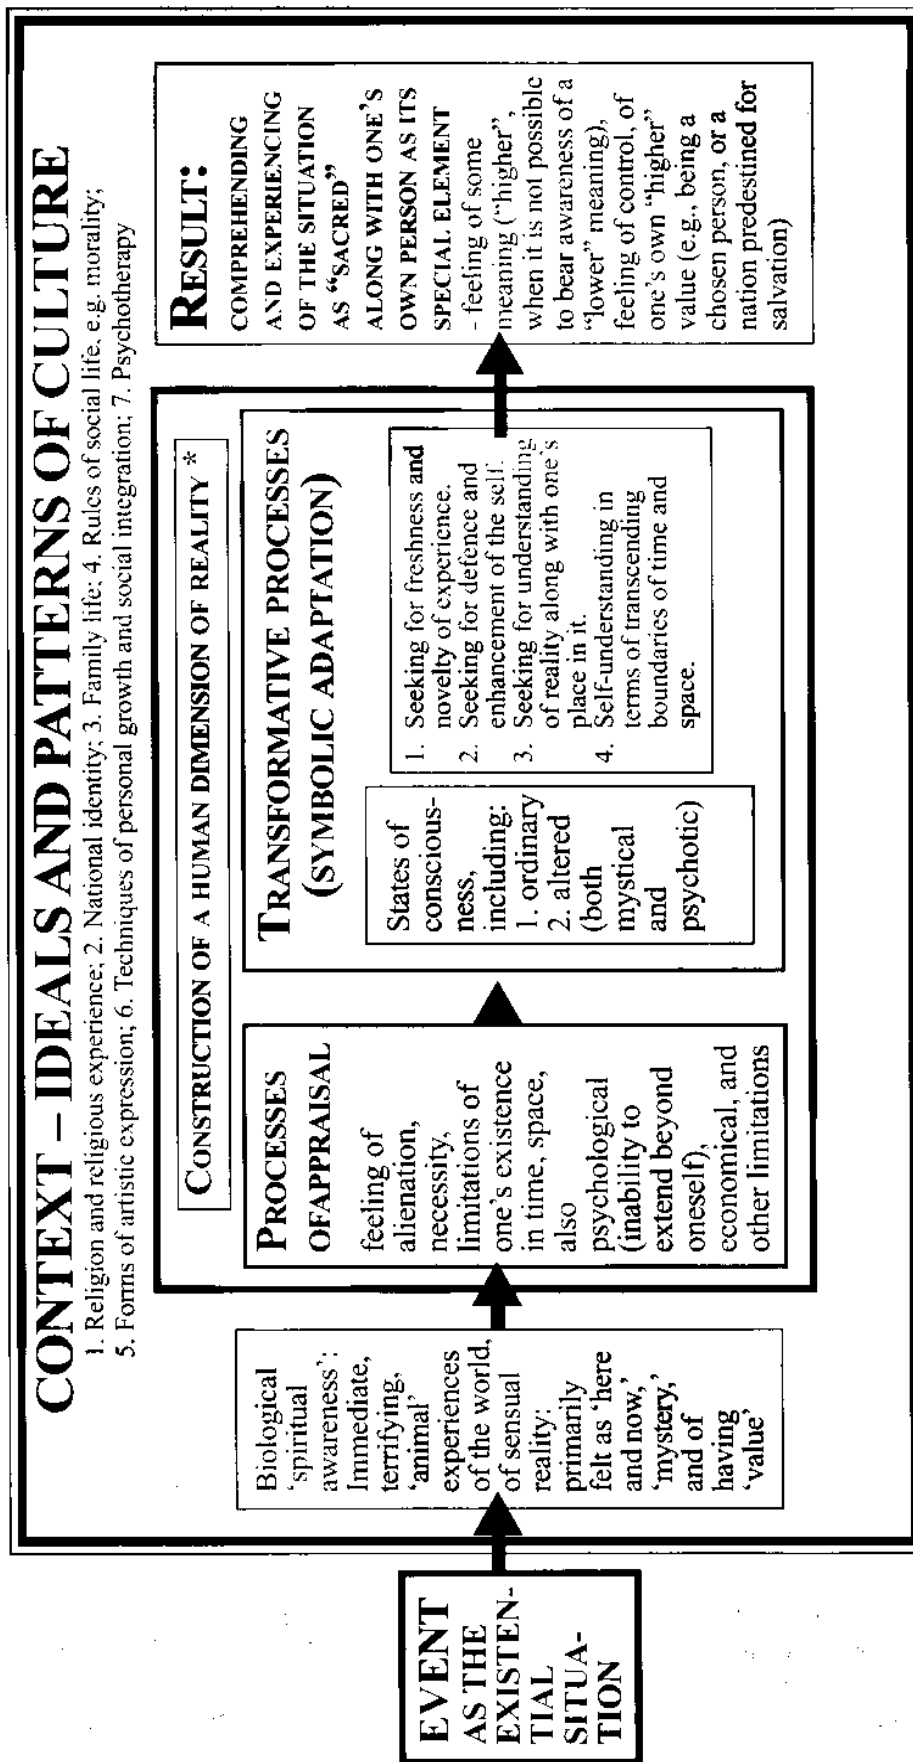 CONTEXT – IDEALS AND PATTERNS OF CULTURE
1. Religion and religious experience; 2. National identity; 3. Family life; 4. Rules of social life, e.g. morality;
5. Forms of artistic expression; 6. Techniques of personal growth and social integration; 7. Psychotherapy
EVENT
AS THE
EXISTEN-
TIAL
SITUA-
TION
Biological
‘spiritual
awareness’:
Immediate,
terrifying,
‘animal’
experiences
of the world,
of sensual
reality:
primarily
felt as ‘here
and now,’
‘mystery,’
and of
having
‘value’
CONSTRUCTION OF A HUMAN DIMENSION OF REALITY *
PROCESSES
OFAPPRAISAL
feeling of
alienation,
necessity,
limitations of
one’s existence
in time, space,
also
psychological
(inability to
extend beyond
oneself),
economical, and
other limitations
TRANSFORMATIVE PROCESSES
(SYMBOLIC ADAPTATION)
States of
conscious-
ness,
including:
1. ordinary
2. altered
(both
mystical
and
psychotic)
1. Seeking for freshness and
novelty of experience.
2. Seeking for defence and
enhancement of the self.
3. Seeking for understanding
of reality along with one’s
place in it.
4. Self-understanding in
terms of transcending
boundaries of time and
space.
RESULT:
COMPREHENDING
AND EXPERIENCING
OF THE SITUATION
AS “SACRED”
ALONG WITH ONE’S
OWN PERSON AS ITS
SPECIAL ELEMENT
- feeling of some
meaning (“higher”,
when it is not possible
to bear awareness of a
“lower” meaning),
feeling of control, of
one’s own “higher”
value (e.g., being a
chosen person, or a
nation predestined for
salvation)